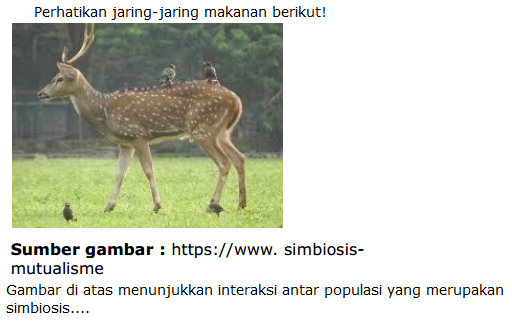 Perhatikan jaring-jaring makanan berikut!
Sumber gambar : https://www. simbiosis-
mutualisme
Gambar di atas menunjukkan interaksi antar populasi yang merupakan
simbiosis....